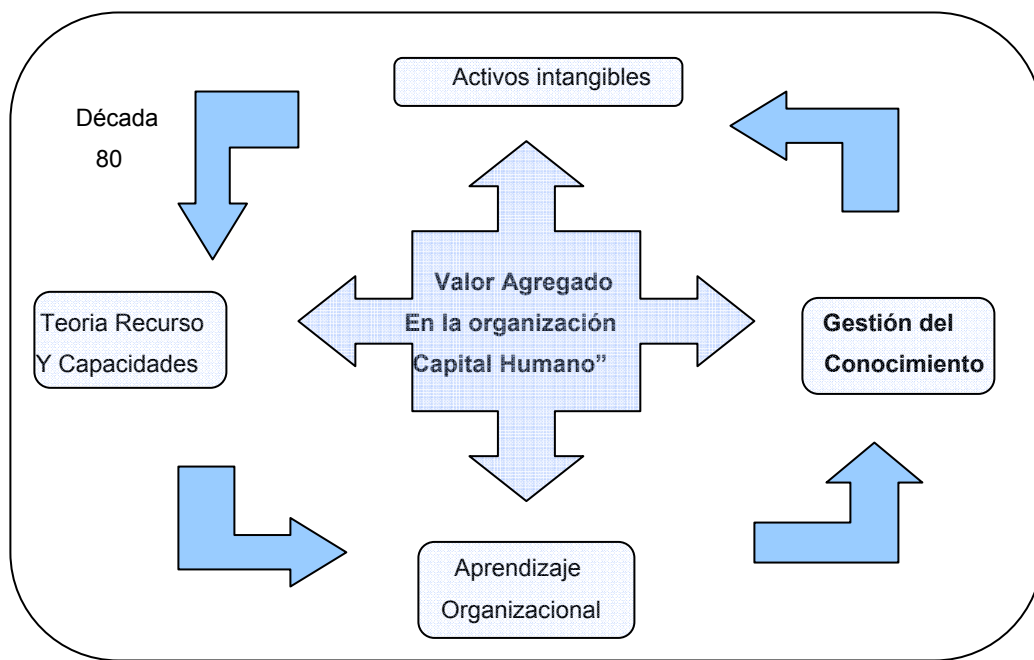 Activos intangibles
Década
80
Valor Agregado
En la organización
Capital Humano”
Teoria Recurso
Y Capacidades
Gestión del
Conocimiento
Aprendizaje
Organizacional